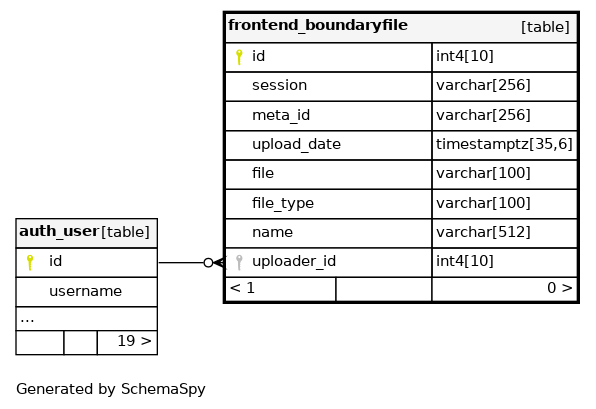 frontend_boundaryfile [table]
id int4[10]
session varchar[256]
meta_id varchar[256]
upload_date timestamptz[35,6]
file varchar[100]
file_type varchar[100]
name varchar[512]
uploader_id int4[10]
< 1 0 >
auth_user [table]
id
username
...
19 >
Generated by SchemaSpy